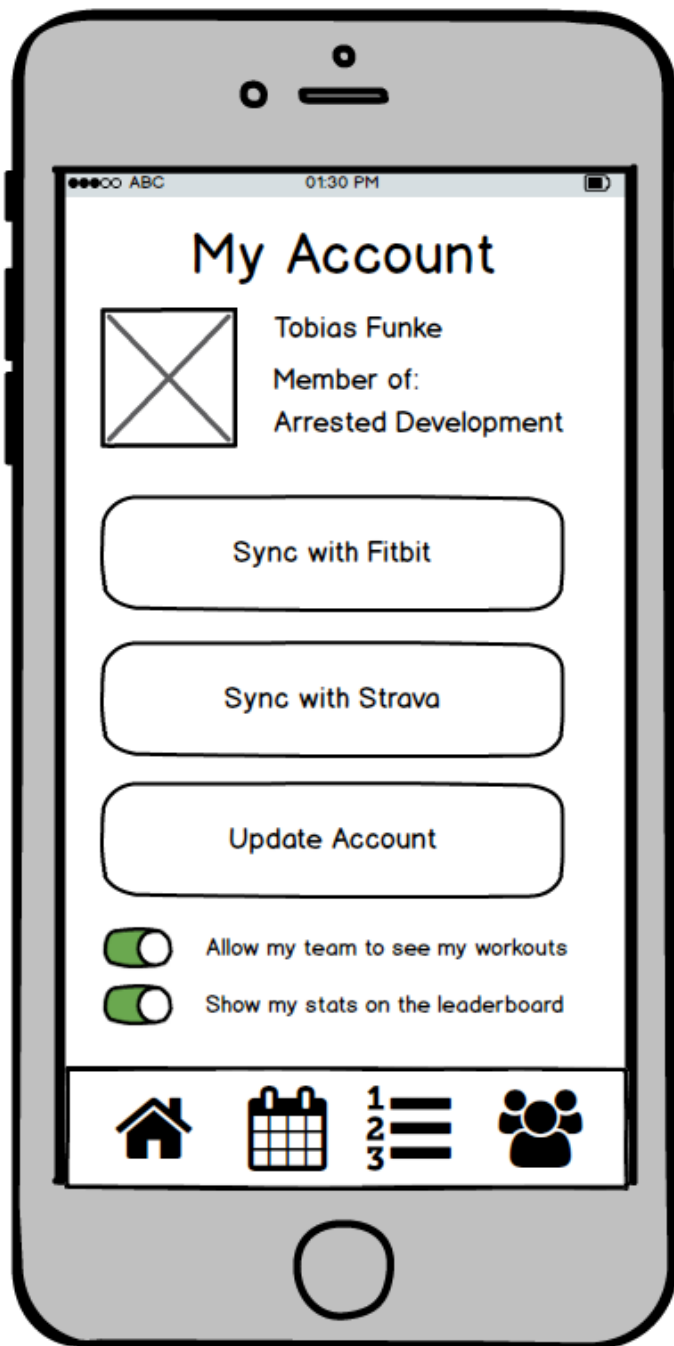 ABC 01:30 PM
My Account
Tobias Funke
Member of:
Arrested Development
Sync with Fitbit
Sync with Strava
Update Account
Allow my team to see my workouts
Show my stats on the leaderboard
1
2
3